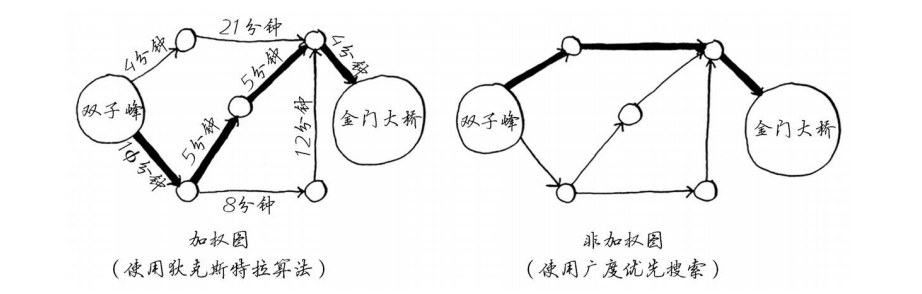 21分钟
4分钟
4分钟
5分钟
双子峰
金门大桥
12分钟
5分钟
10分钟
8分钟
加权图
(使用狄克斯特拉算法)
双子峰
金门大桥
非加权图
(使用广度优先搜索)